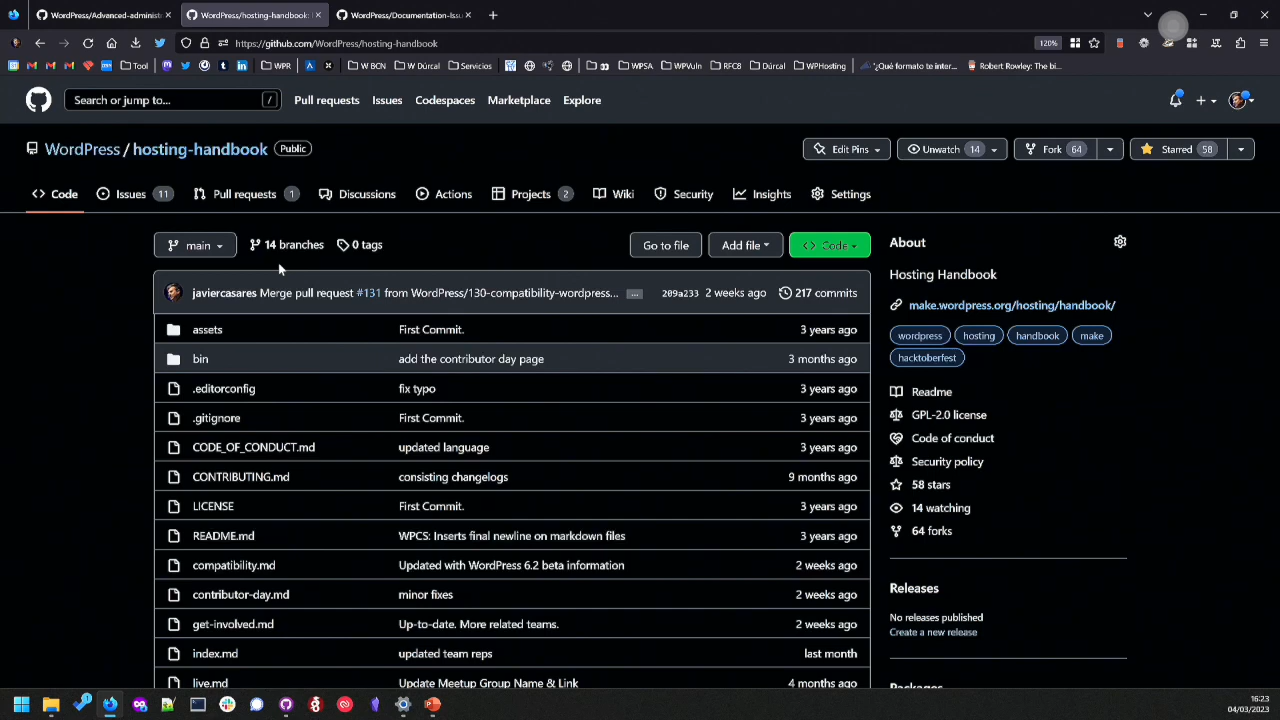 WordPress/Advanced-administr
WordPress/hosting-handbook:
WordPress/Documentation-Issu
https://github.com/WordPress/hosting-handbook
120%
Tool
WPR
W BCN
W Dúrcal
Servicios
WPSA
WPVuln
RFC8
Dúrcal
WPHosting
¿Qué formato te inter...
Robert Rowley: The bi...
Search or jump to...
/
Pull requests
Issues
Codespaces
Marketplace
Explore
WordPress / hosting-handbook
Public
Edit Pins
Unwatch 14
Fork 64
Starred 58
Code
Issues 11
Pull requests 1
Discussions
Actions
Projects 2
Wiki
Security
Insights
Settings
main
14 branches
0 tags
Go to file
Add file
Code
About
javiercasares Merge pull request #131 from WordPress/130-compatibility-wordpress... ... 209a233 2 weeks ago 217 commits
Hosting Handbook
make.wordpress.org/hosting/handbook/
assets First Commit. 3 years ago
wordpress hosting handbook make
hacktoberfest
bin add the contributor day page 3 months ago
.editorconfig fix typo 3 years ago
Readme
.gitignore First Commit. 3 years ago
GPL-2.0 license
CODE_OF_CONDUCT.md updated language 3 years ago
Code of conduct
Security policy
CONTRIBUTING.md consisting changelogs 9 months ago
58 stars
LICENSE First Commit. 3 years ago
14 watching
64 forks
README.md WPCS: Inserts final newline on markdown files 3 years ago
compatibility.md Updated with WordPress 6.2 beta information 2 weeks ago
contributor-day.md minor fixes 2 weeks ago
Releases
No releases published
get-involved.md Up-to-date. More related teams. 2 weeks ago
Create a new release
index.md updated team reps last month
live.md Update Meetup Group Name & Link 4 months ago
Packages
16:23
04/03/2023